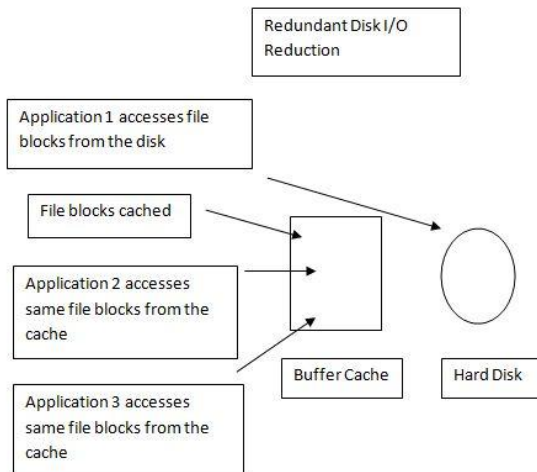 Redundant Disk I/O
Reduction
Application 1 accesses file
blocks from the disk
File blocks cached
Application 2 accesses
same file blocks from the
cache
Buffer Cache
Hard Disk
Application 3 accesses
same file blocks from the
cache